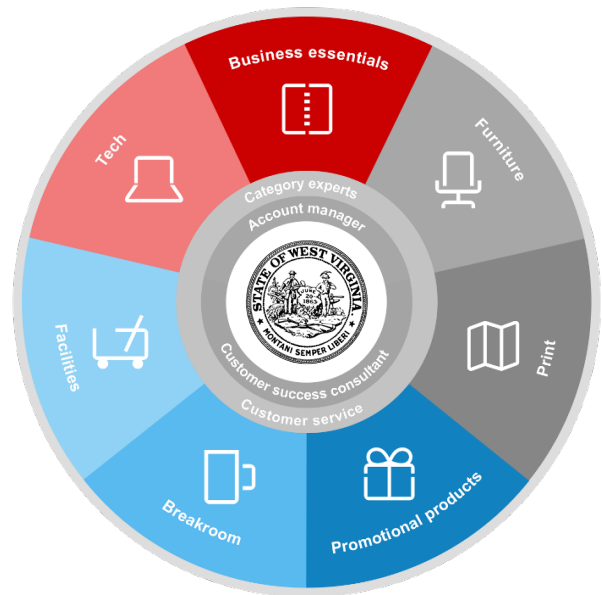 Business essentials
Furniture
Print
Promotional products
Breakroom
Facilities
Tech
Category experts
Account manager
Customer success consultant
Customer service
STATE OF WEST VIRGINIA.
JUNE
20
1863
MONTANI SEMPER LIBERI